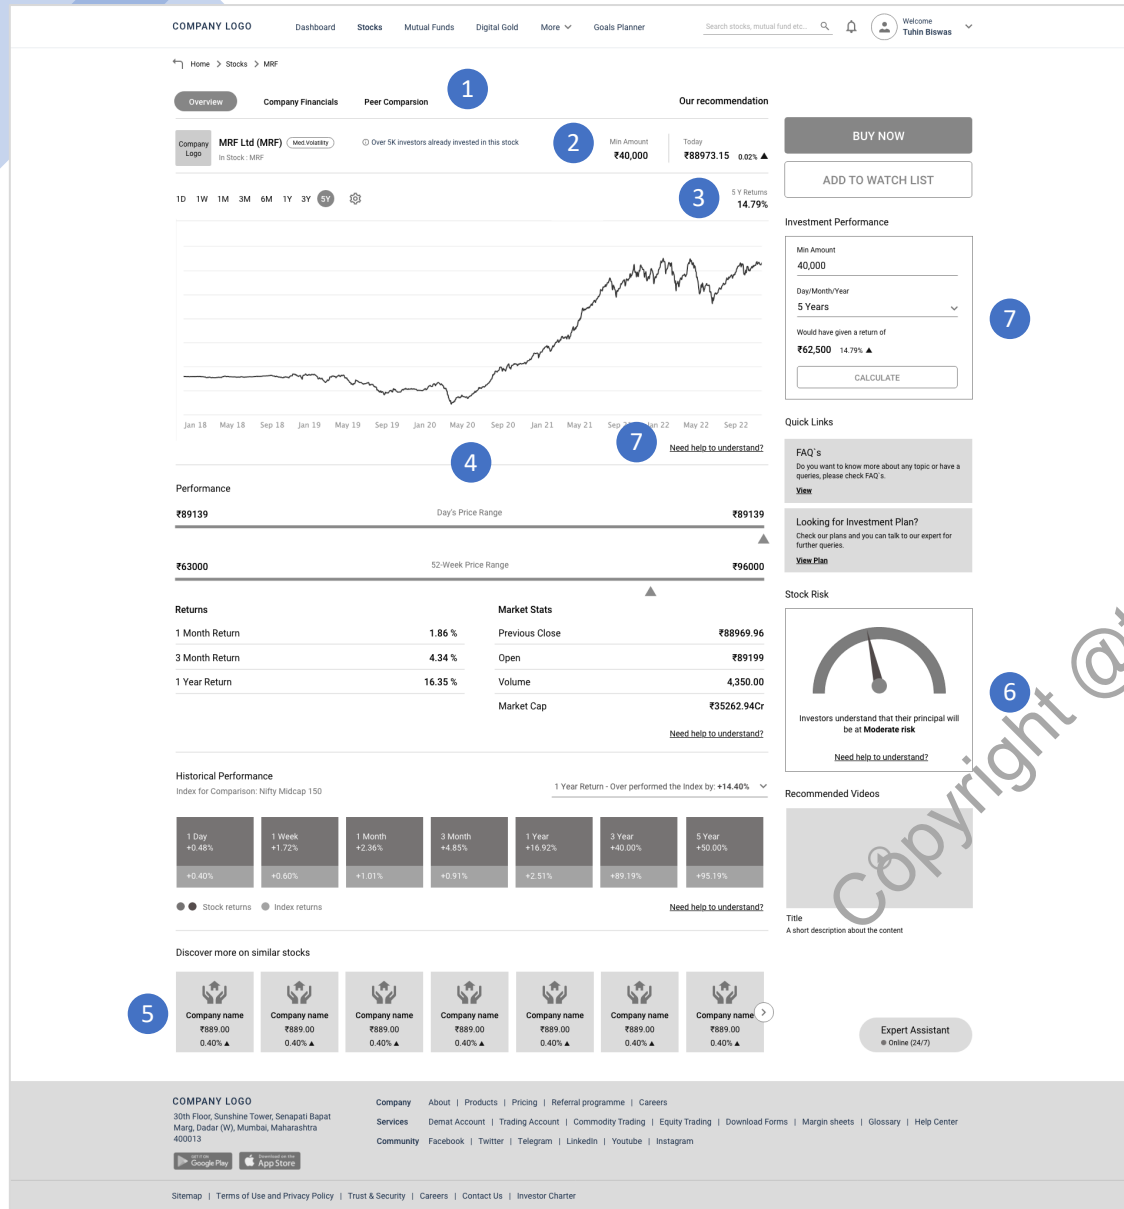 COMPANY LOGO
Dashboard
Stocks
Mutual Funds
Digital Gold
More
Goals Planner
Search stocks, mutual fund etc..
Welcome
Tuhin Biswas
Home > Stocks > MRF
Overview
Company Financials
Peer Comparsion
1
Our recommendation
Company
Logo
MRF Ltd (MRF)
Med.Volatility
In Stock : MRF
Over 5K investors already invested in this stock
2
Min Amount
₹40,000
Today
₹88973.15 0.02% ▲
BUY NOW
ADD TO WATCH LIST
1D 1W 1M 3M 6M 1Y 3Y 5Y
3
5 Y Returns
14.79%
Jan 18 May 18 Sep 18 Jan 19 May 19 Sep 19 Jan 20 May 20 Sep 20 Jan 21 May 21 Sep 21 Jan 22 May 22 Sep 22
7
Need help to understand?
4
Investment Performance
Min Amount
40,000
Day/Month/Year
5 Years
Would have given a return of
₹62,500 14.79% ▲
CALCULATE
7
Quick Links
FAQ`s
Do you want to know more about any topic or have a
queries, please check FAQ`s.
View
Looking for Investment Plan?
Check our plans and you can talk to our expert for
further queries.
View Plan
Performance
₹89139 Day's Price Range ₹89139
₹63000 52-Week Price Range ₹96000
Returns
1 Month Return 1.86 %
3 Month Return 4.34 %
1 Year Return 16.35 %
Market Stats
Previous Close ₹88969.96
Open ₹89199
Volume 4,350.00
Market Cap ₹35262.94Cr
Need help to understand?
Stock Risk
Investors understand that their principal will
be at Moderate risk
Need help to understand?
6
Historical Performance
Index for Comparison: Nifty Midcap 150
1 Year Return - Over performed the Index by: +14.40%
1 Day
+0.48%
+0.40%
1 Week
+1.72%
+0.60%
1 Month
+2.36%
+1.01%
3 Month
+4.85%
+0.91%
1 Year
+16.92%
+2.51%
3 Year
+40.00%
+89.19%
5 Year
+50.00%
+95.19%
Stock returns
Index returns
Need help to understand?
Recommended Videos
Title
A short description about the content
Discover more on similar stocks
5
Company name
₹889.00
0.40% ▲
Company name
₹889.00
0.40% ▲
Company name
₹889.00
0.40% ▲
Company name
₹889.00
0.40% ▲
Company name
₹889.00
0.40% ▲
Company name
₹889.00
0.40% ▲
Company name
₹889.00
0.40% ▲
Expert Assistant
Online (24/7)
Copyright
COMPANY LOGO
30th Floor, Sunshine Tower, Senapati Bapat
Marg, Dadar (W), Mumbai, Maharashtra
400013
GET IT ON
Google Play
Download on the
App Store
Company About | Products | Pricing | Referral programme | Careers
Services Demat Account | Trading Account | Commodity Trading | Equity Trading | Download Forms | Margin sheets | Glossary | Help Center
Community Facebook | Twitter | Telegram | LinkedIn | Youtube | Instagram
Sitemap | Terms of Use and Privacy Policy | Trust & Security | Careers | Contact Us | Investor Charter